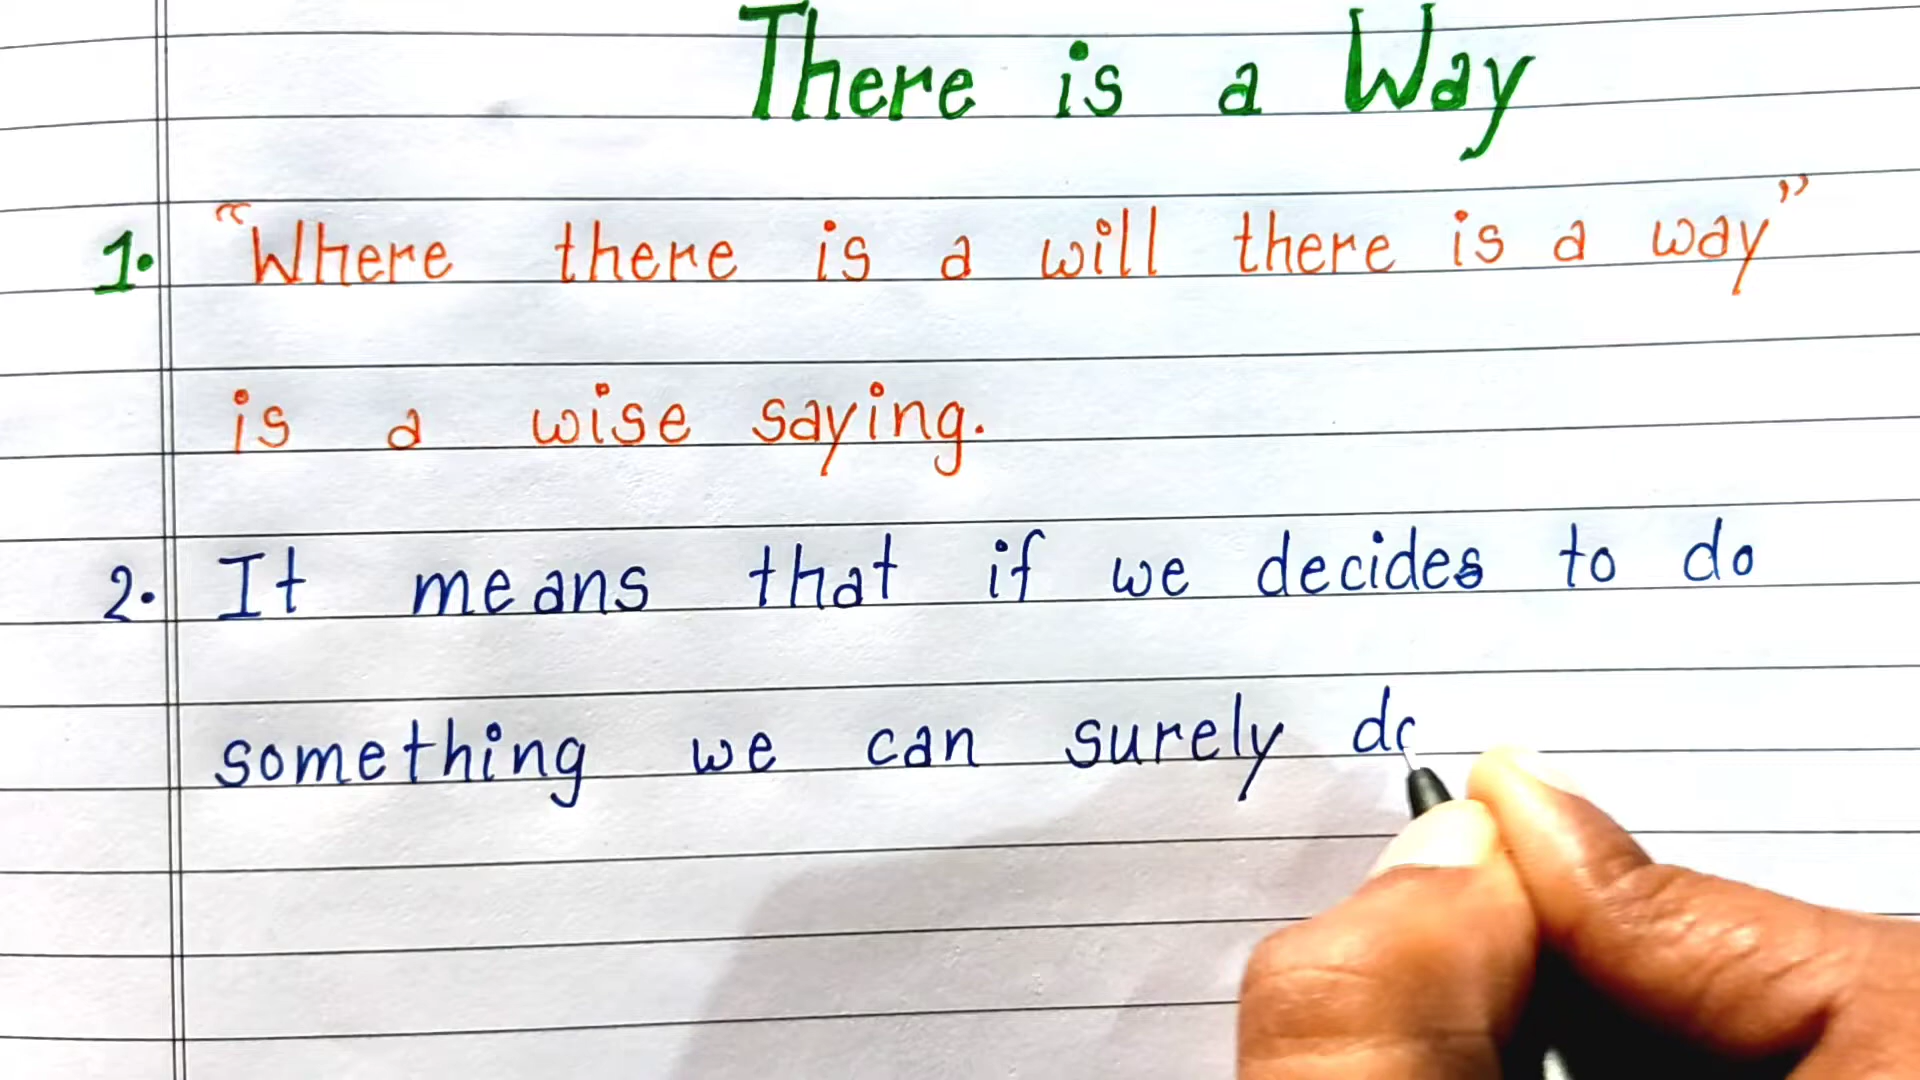 There is a Way
1. "Where there is a will there is a way"
is a wise saying.
2. It means that if we decides to do
something we can surely